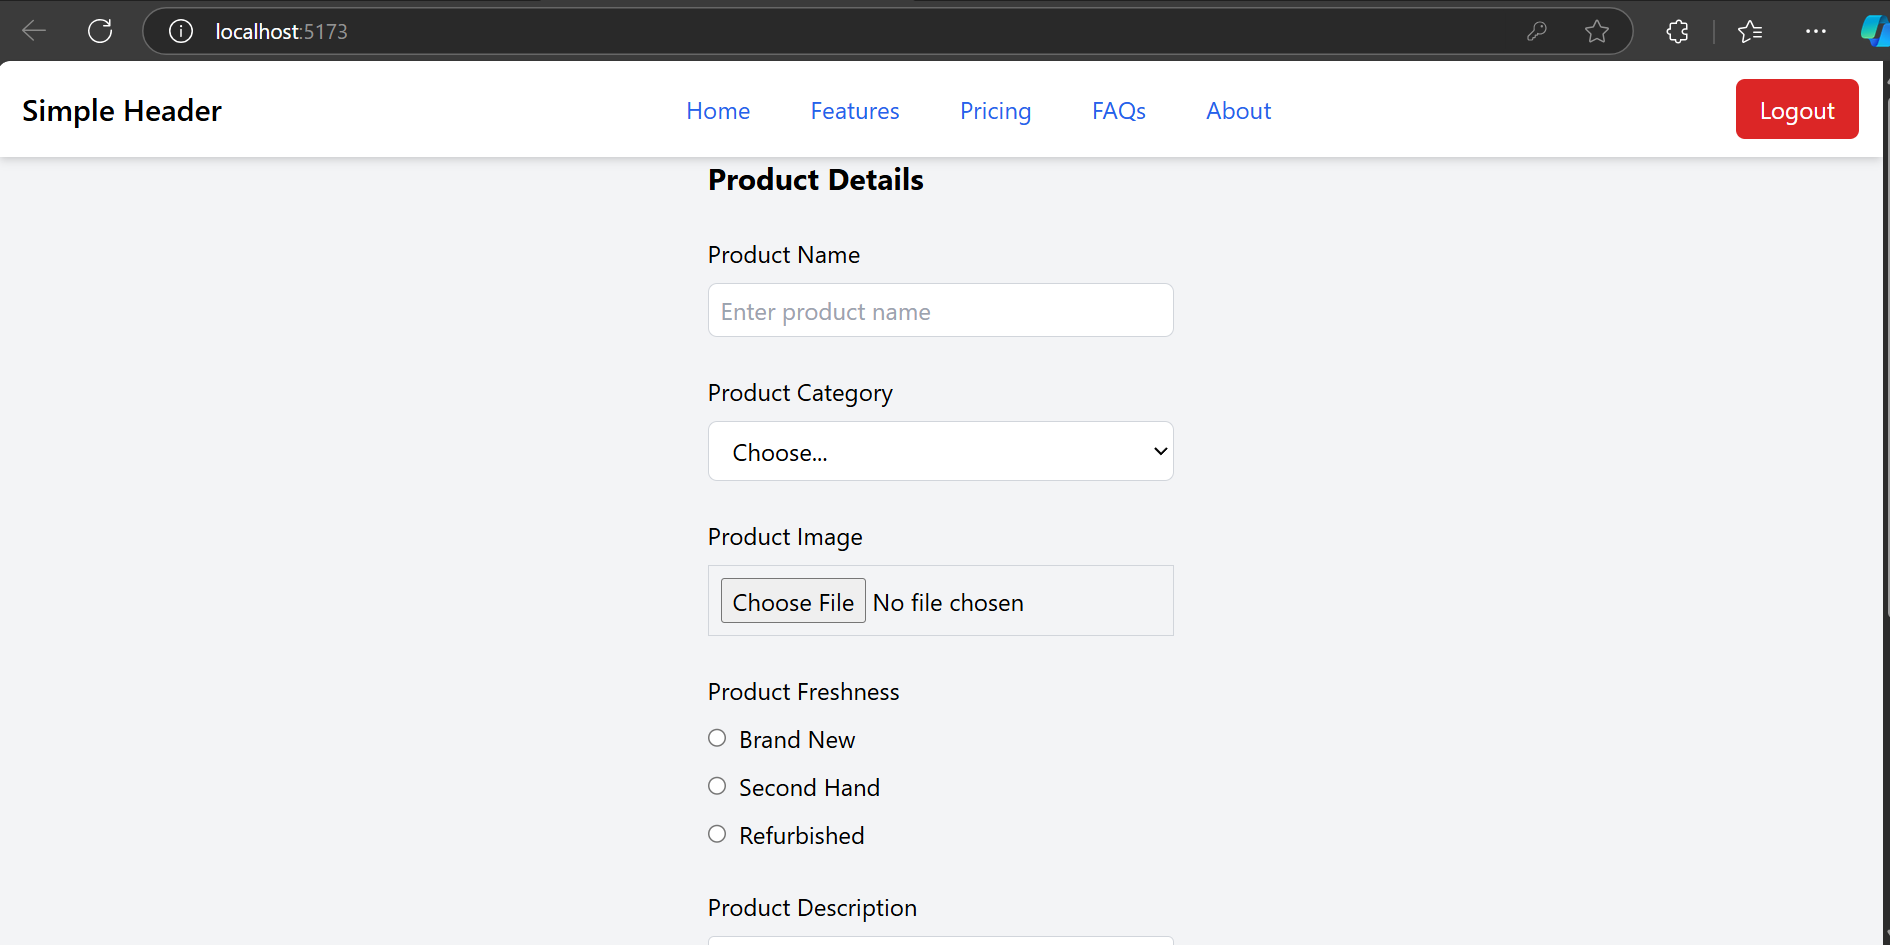 localhost:5173
Simple Header Home Features Pricing FAQs About Logout
Product Details
Product Name
Enter product name
Product Category
Choose...
Product Image
Choose File No file chosen
Product Freshness
Brand New
Second Hand
Refurbished
Product Description